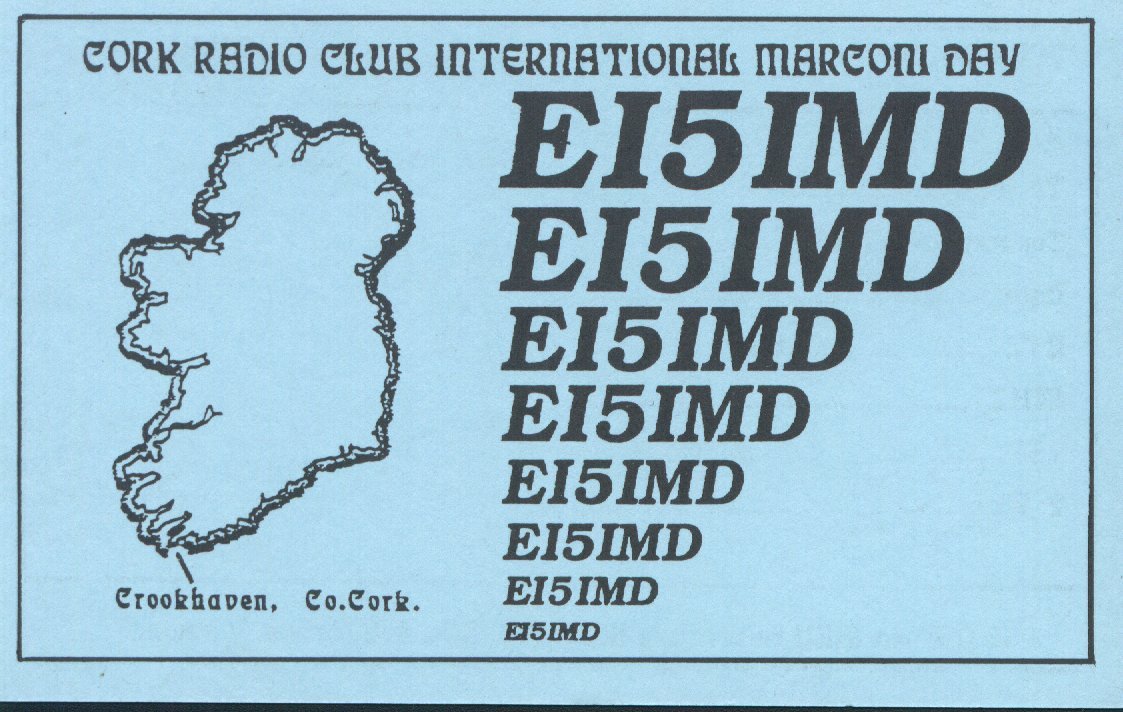 CORK RADIO CLUB INTERNATIONAL MARCONI DAY
EI5IMD
EI5IMD
EI5IMD
EI5IMD
EI5IMD
EI5IMD
EI5IMD
EI5IMD
Crookhaven, Co.Cork.